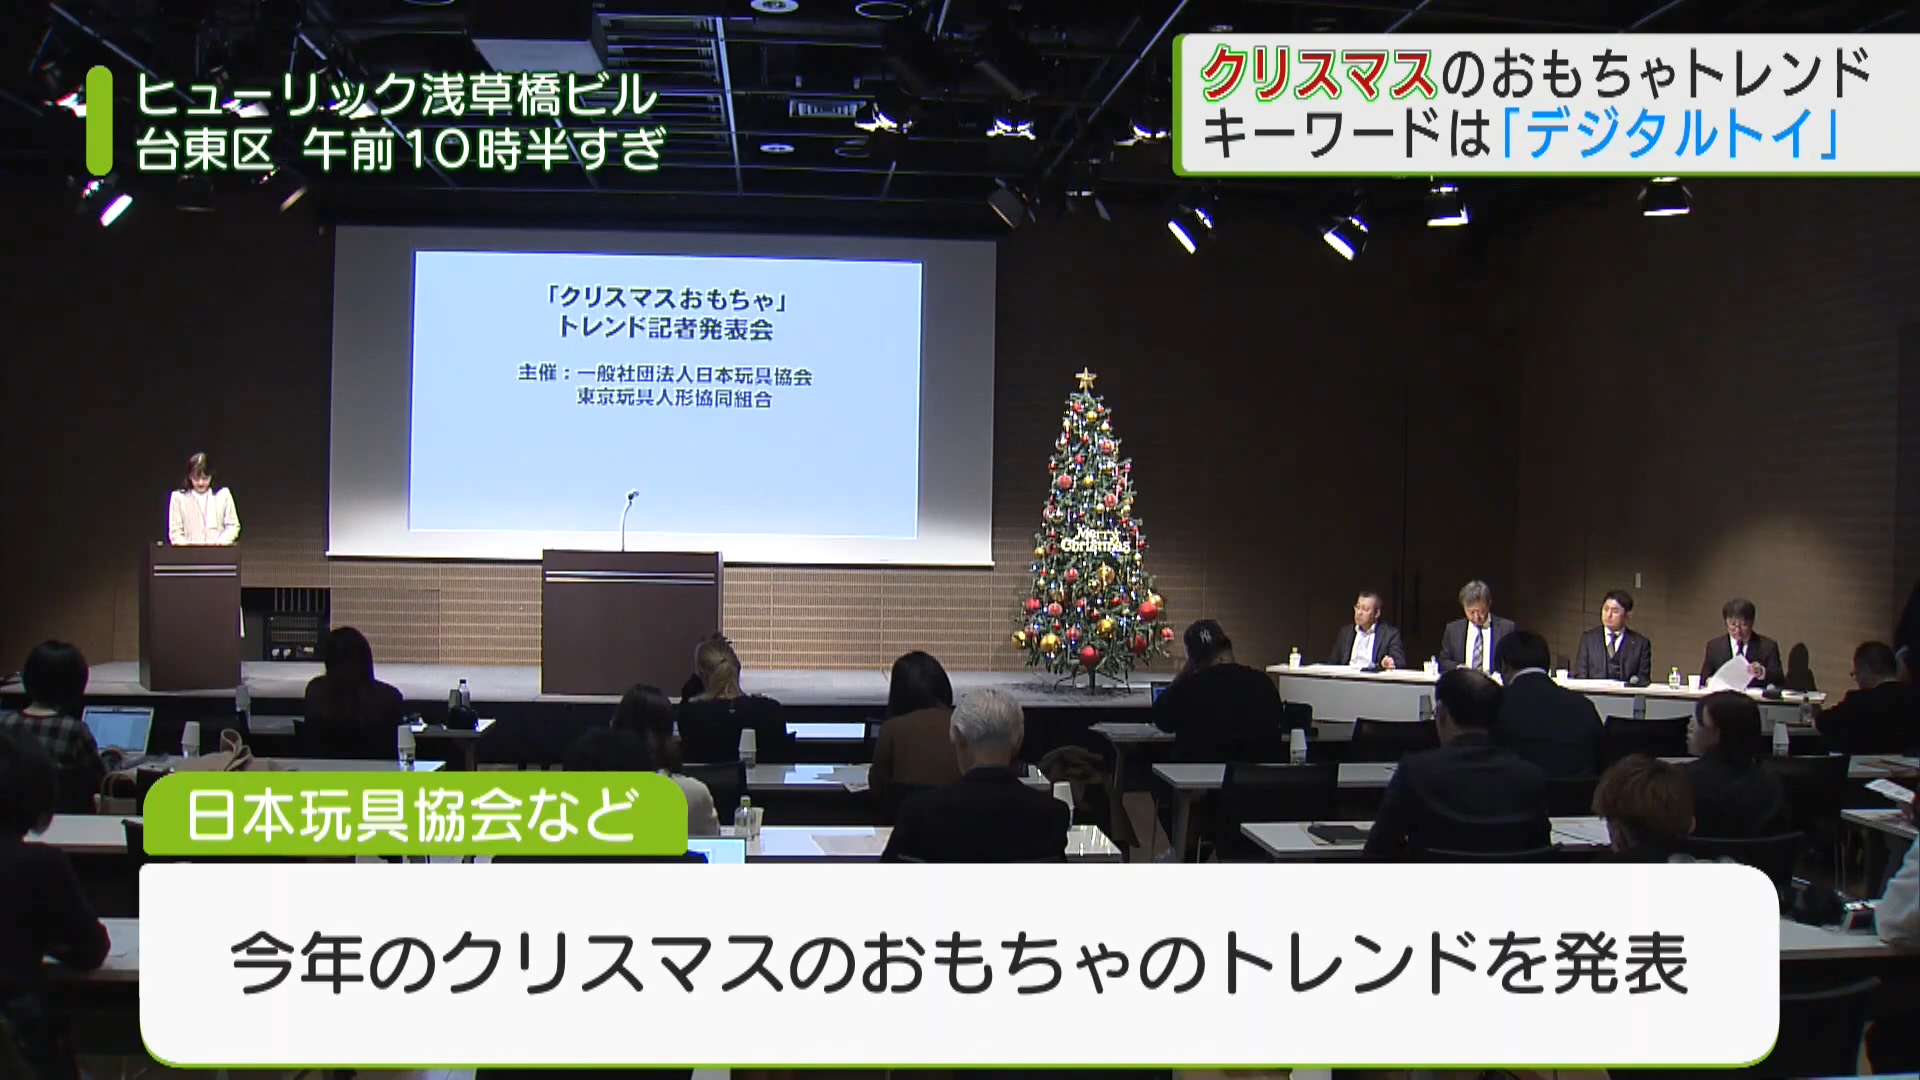 ヒューリック浅草橋ビル
台東区 午前10時半すぎ
クリスマスのおもちゃトレンド
キーワードは「デジタルトイ」
「クリスマスおもちゃ」
トレンド記者発表会
主催：一般社団法人日本玩具協会
東京玩具人形協同組合
Merry
Christmas
日本玩具協会など
今年のクリスマスのおもちゃのトレンドを発表